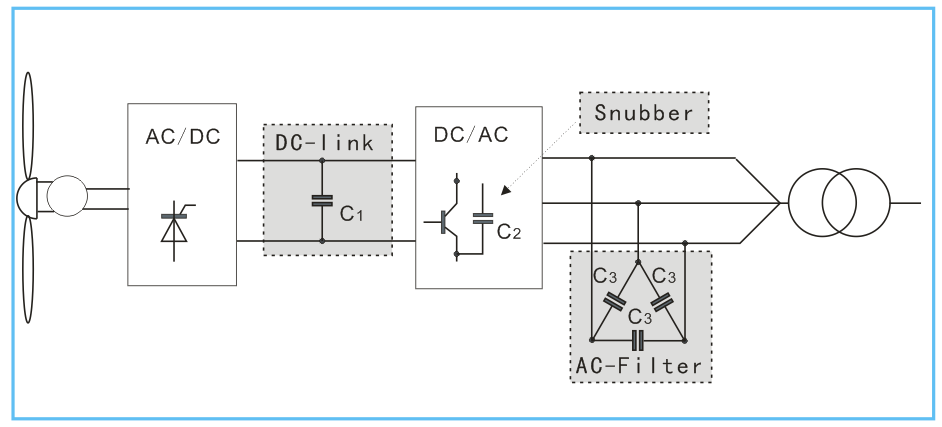 AC/DC
DC-link
C1
DC/AC
C2
Snubber
C3 C3
C3
AC-Filter